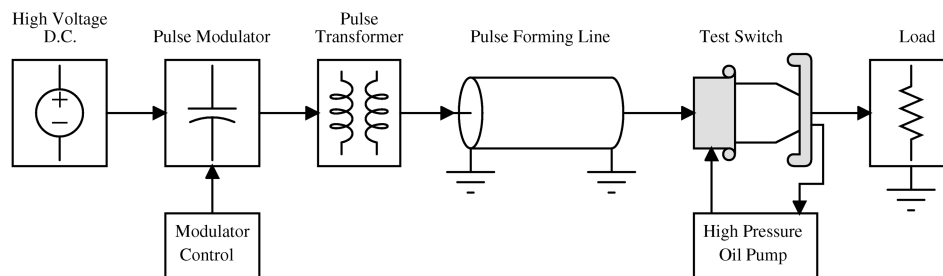 High Voltage
D.C.
Pulse Modulator
Pulse
Transformer
Pulse Forming Line
Test Switch
Load
Modulator
Control
High Pressure
Oil Pump